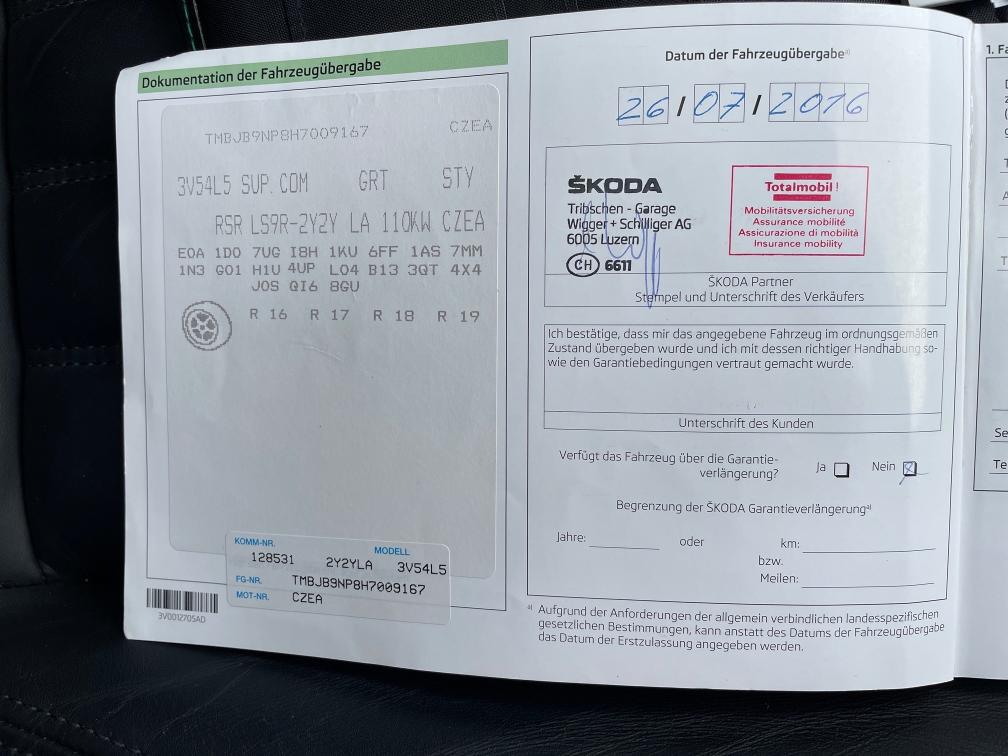 Dokumentation der Fahrzeugübergabe
TMBJB9NP8H7009167 CZEA
3V54L5 SUP. COM GRT STY
RSR LS9R-2Y2Y LA 110KW CZEA
E0A 1D0 7UG I8H 1KU 6FF 1AS 7MM
1N3 G01 H1U 4UP L04 B13 3QT 4X4
J0S QI6 8GU
R 16 R 17 R 18 R 19
KOMM-NR. MODELL
128531 2Y2YLA 3V54L5
FG-NR. TMBJB9NP8H7009167
MOT-NR. CZEA
3V0012705AD
Datum der Fahrzeugübergabe a)
26 / 07 / 2016
ŠKODA
Tribschen - Garage
Wigger + Schilliger AG
6005 Luzern
CH 6611
Totalmobil!
Mobilitätsversicherung
Assurance mobilité
Assicurazione di mobilità
Insurance mobility
ŠKODA Partner
Stempel und Unterschrift des Verkäufers
Ich bestätige, dass mir das angegebene Fahrzeug im ordnungsgemäßen
Zustand übergeben wurde und ich mit dessen richtiger Handhabung so-
wie den Garantiebedingungen vertraut gemacht wurde.
Unterschrift des Kunden
Verfügt das Fahrzeug über die Garantie-
verlängerung? Ja Nein
Begrenzung der ŠKODA Garantieverlängerung a)
Jahre: oder km:
bzw.
Meilen:
a) Aufgrund der Anforderungen der allgemein verbindlichen landesspezifischen
gesetzlichen Bestimmungen, kann anstatt des Datums der Fahrzeugübergabe
das Datum der Erstzulassung angegeben werden.